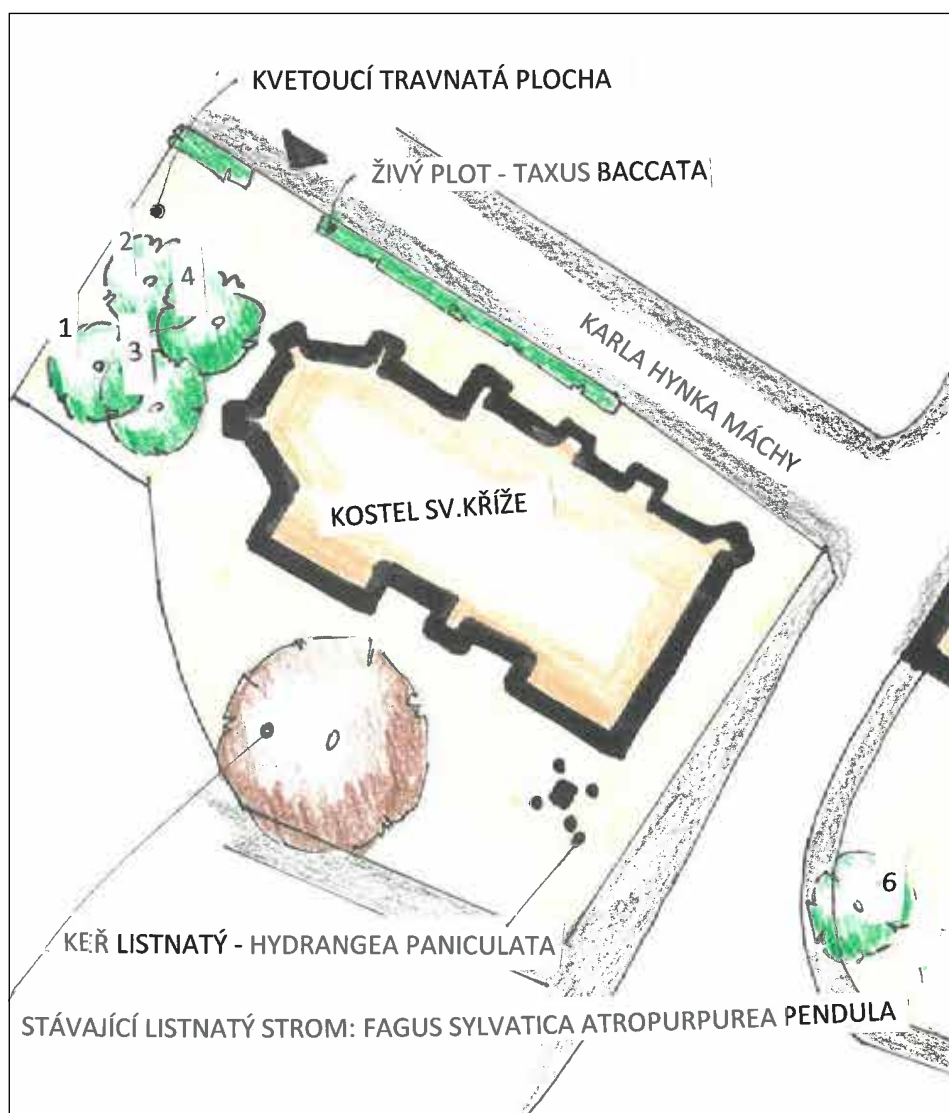 KVETOUCÍ TRAVNATÁ PLOCHA
ŽIVÝ PLOT - TAXUS BACCATA
2
4
1
3
KARLA HYNKA MÁCHY
KOSTEL SV.KŘÍŽE
6
KEŘ LISTNATÝ - HYDRANGEA PANICULATA
STÁVAJÍCÍ LISTNATÝ STROM: FAGUS SYLVATICA ATROPURPUREA PENDULA